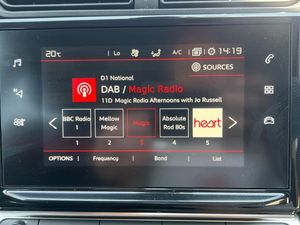 20°c Lo A/C 14:19
SOURCES
D1 National
DAB / Magic Radio
11D Magic Radio Afternoons with Jo Russell
BBC Radio 1
Mellow Magic
Magic
Absolute Rad 80s
heart
1 2 3 4 5
OPTIONS Frequency Band List